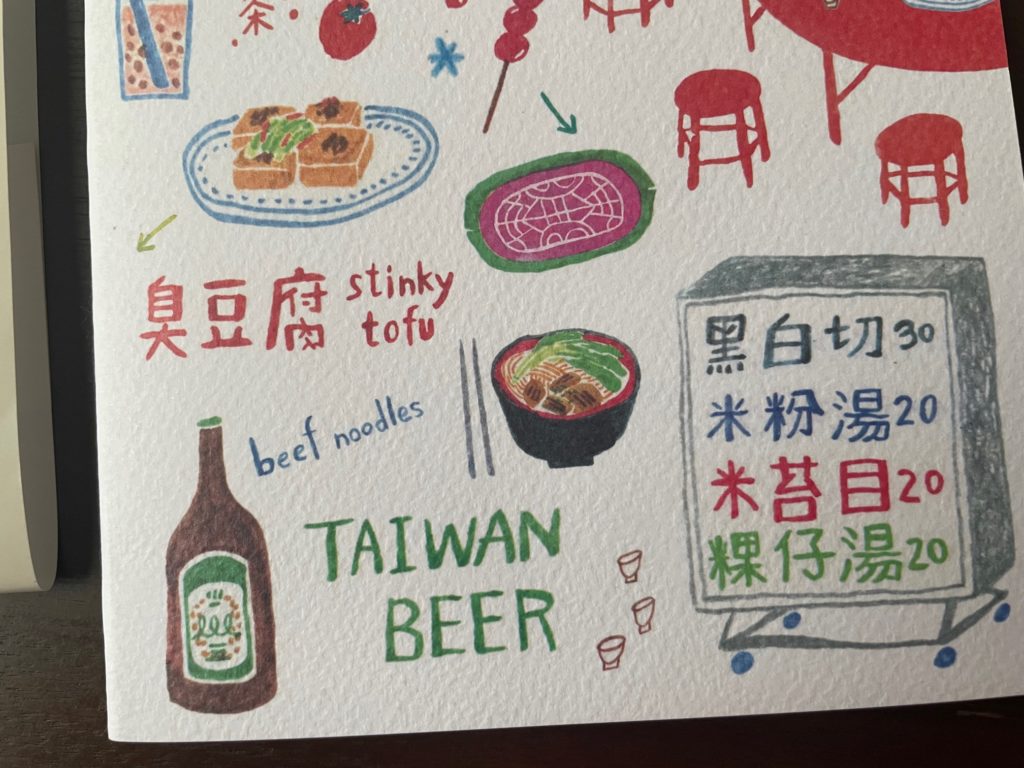 茶
臭豆腐 stinky
tofu
beef noodles
TAIWAN
BEER
黑白切30
米粉湯20
米苔目20
粿仔湯20